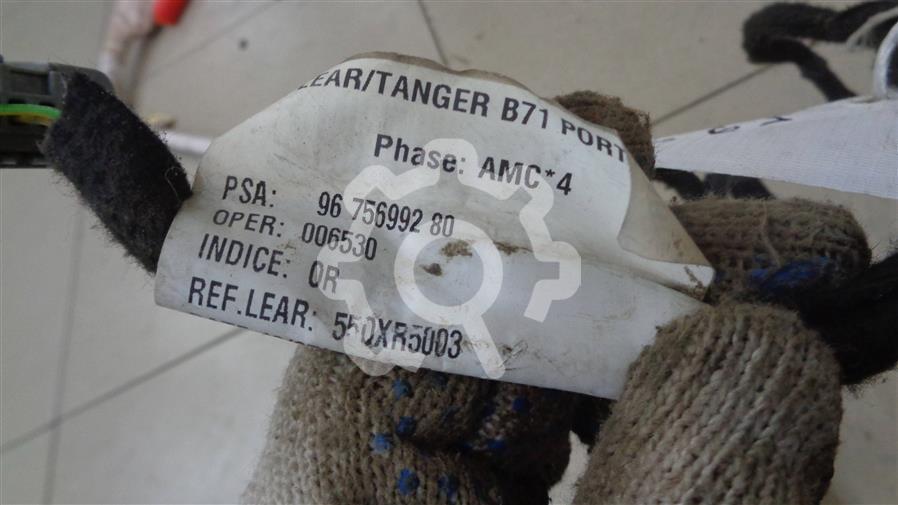 LEAR/TANGER B71 PORT
Phase: AMC*4
PSA: 96 756992 80
OPER: 006530
INDICE: OR
REF.LEAR: 550XR5003